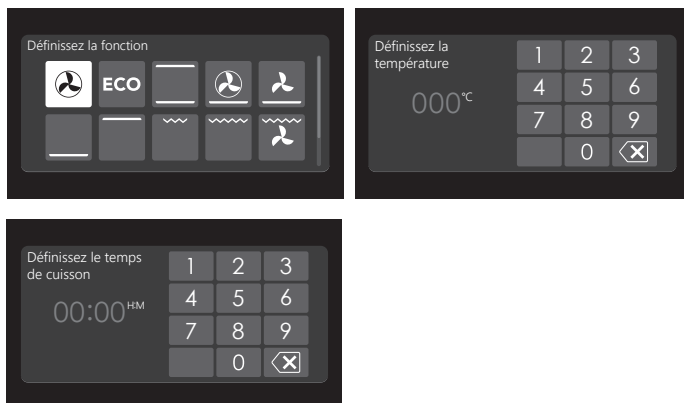 Définissez la fonction
ECO
Définissez la
température
000°C
1 2 3
4 5 6
7 8 9
0
Définissez le temps
de cuisson
00:00 H:M
1 2 3
4 5 6
7 8 9
0